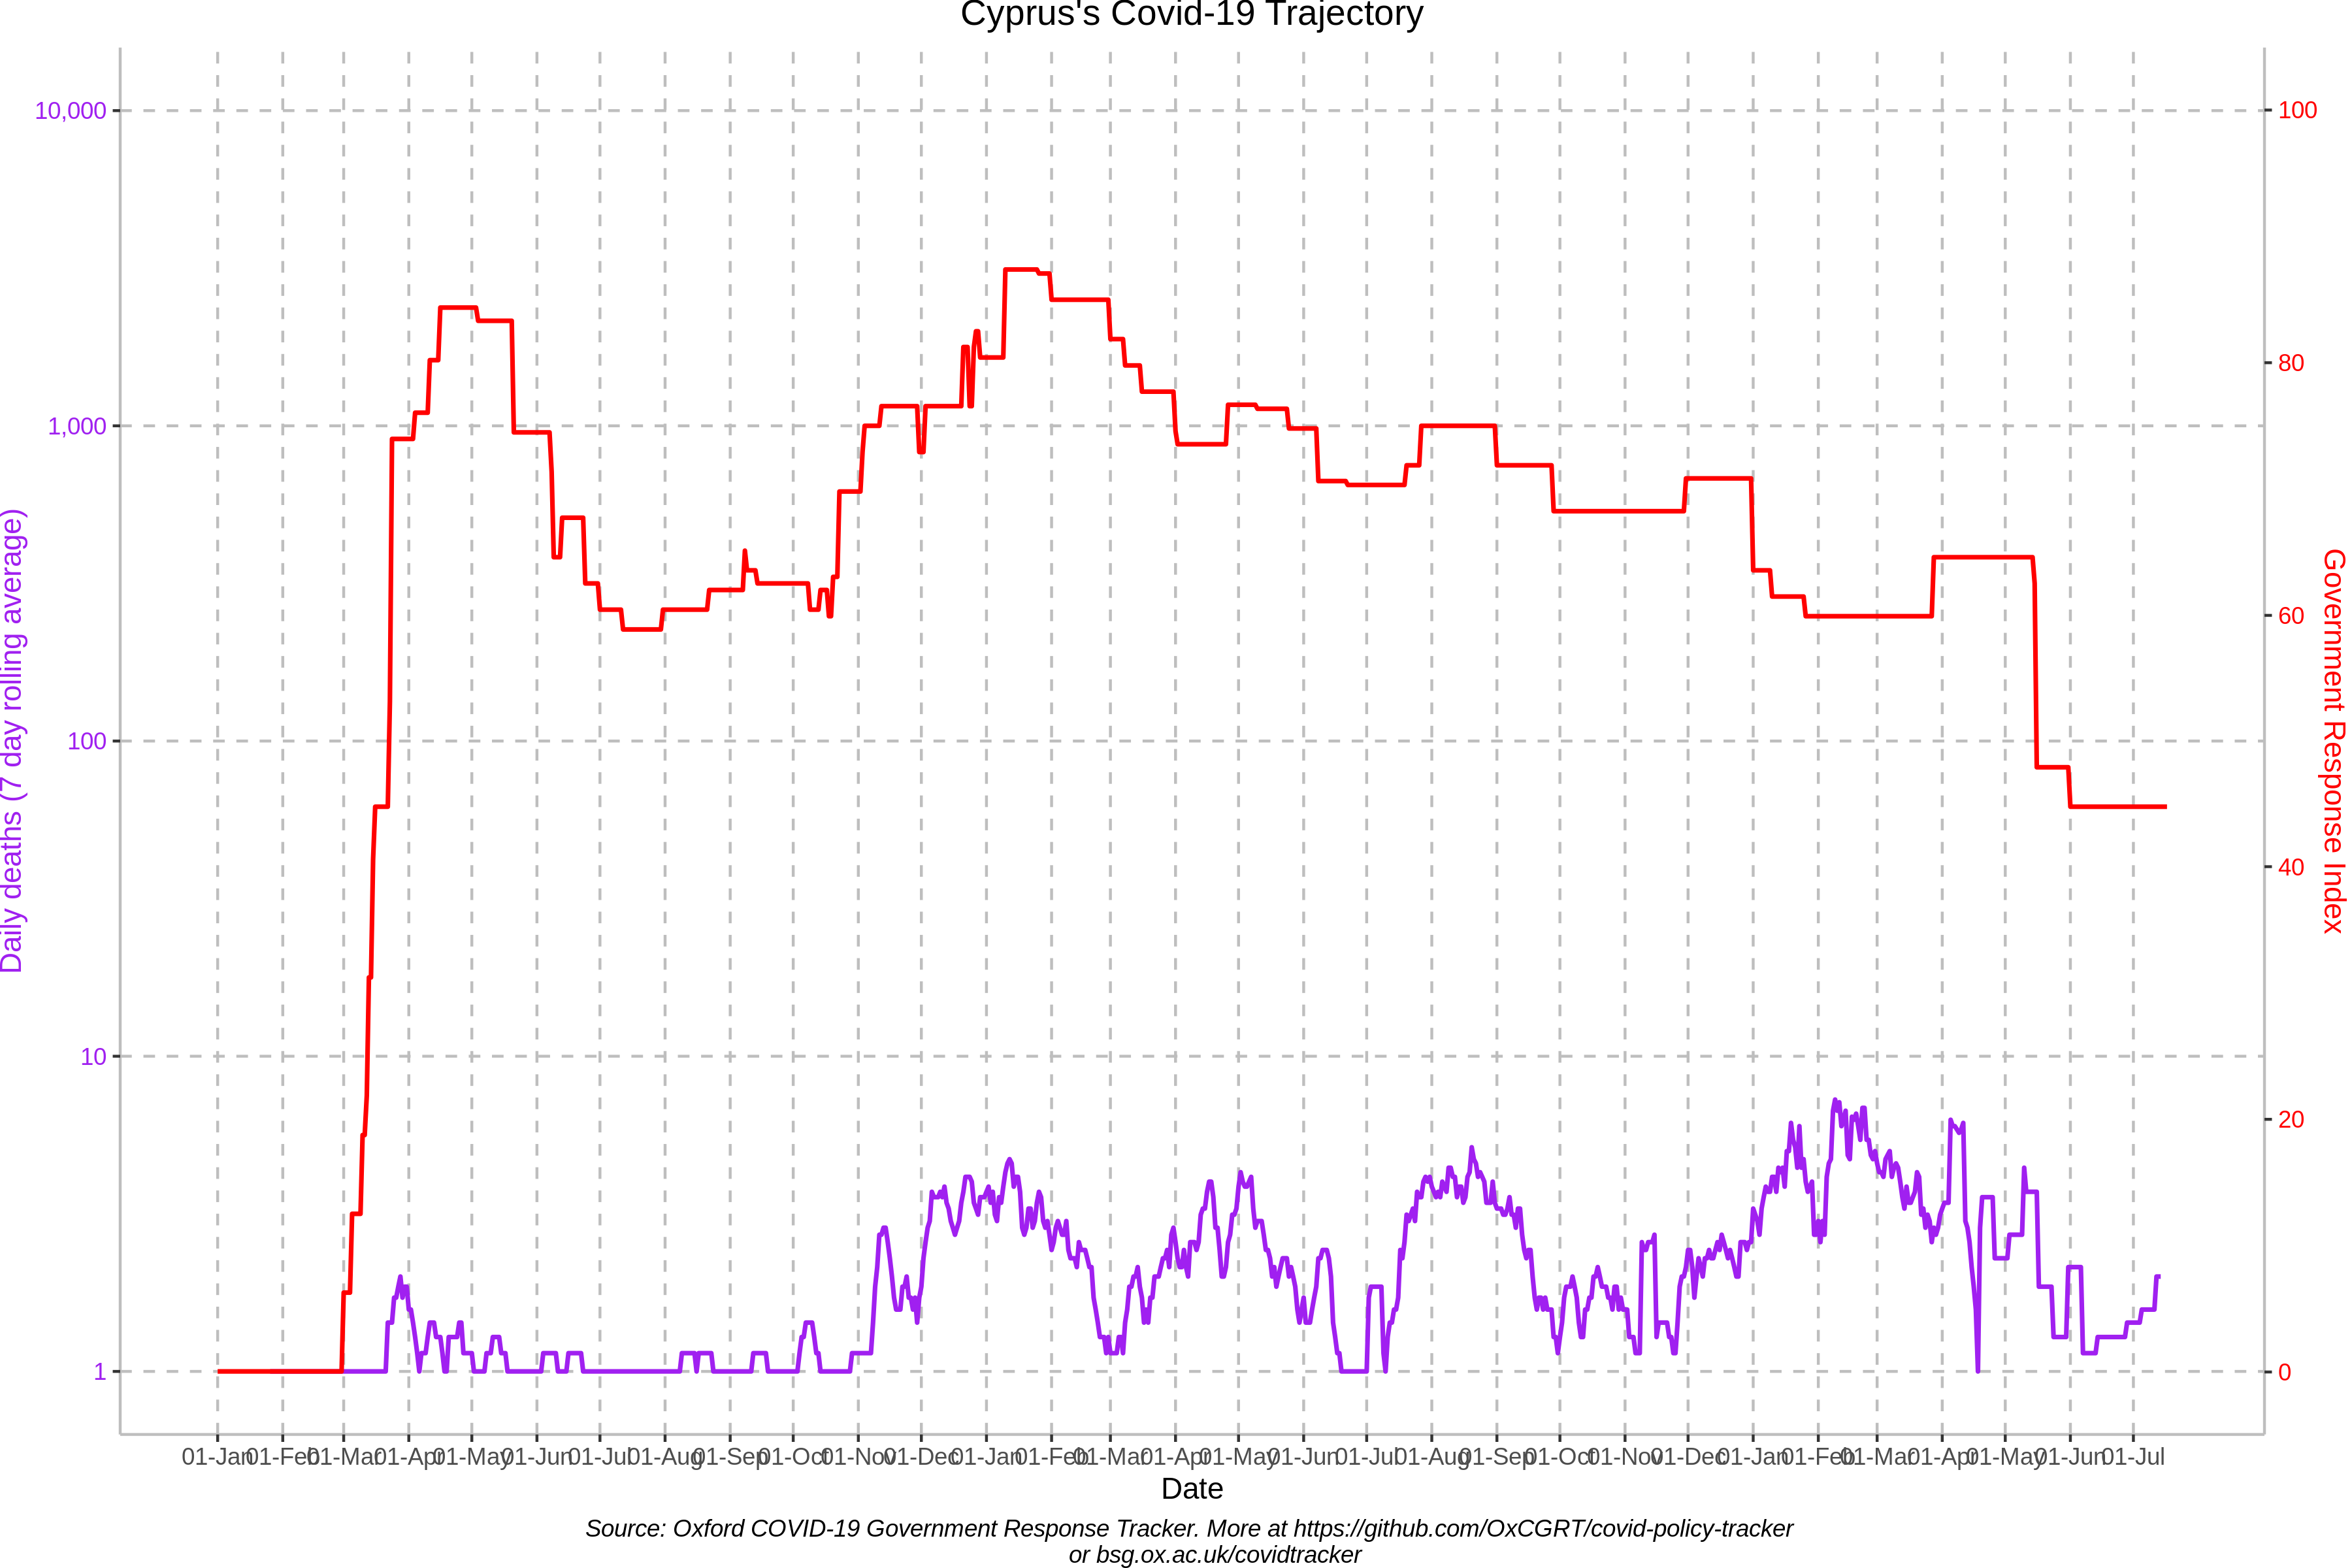 Cyprus's Covid-19 Trajectory
10,000
1,000
100
10
1
Daily deaths (7 day rolling average)
100
80
60
40
20
0
Government Response Index
01-Jan 01-Feb 01-Mar 01-Apr 01-May 01-Jun 01-Jul 01-Aug 01-Sep 01-Oct 01-Nov 01-Dec 01-Jan 01-Feb 01-Mar 01-Apr 01-May 01-Jun 01-Jul 01-Aug 01-Sep 01-Oct 01-Nov 01-Dec 01-Jan 01-Feb 01-Mar 01-Apr 01-May 01-Jun 01-Jul
Date
Source: Oxford COVID-19 Government Response Tracker. More at https://github.com/OxCGRT/covid-policy-tracker
or bsg.ox.ac.uk/covidtracker